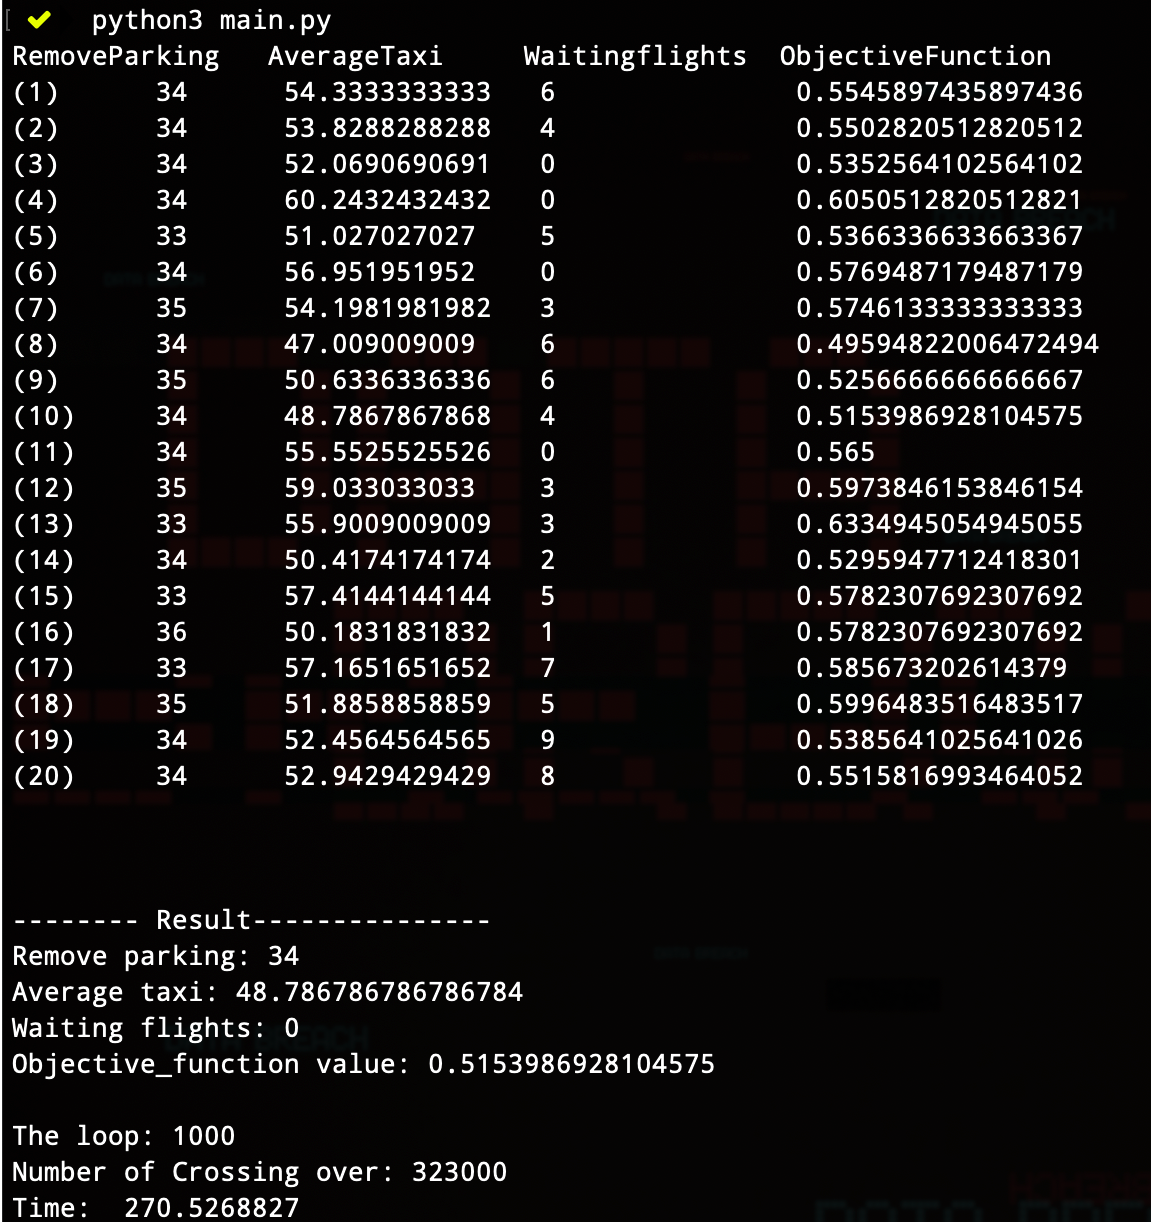 [ ✔ python3 main.py
RemoveParking AverageTaxi Waitingflights ObjectiveFunction
(1) 34 54.3333333333 6 0.5545897435897436
(2) 34 53.8288288288 4 0.5502820512820512
(3) 34 52.0690690691 0 0.5352564102564102
(4) 34 60.2432432432 0 0.6050512820512821
(5) 33 51.027027027 5 0.5366336633663367
(6) 34 56.951951952 0 0.5769487179487179
(7) 35 54.1981981982 3 0.5746133333333333
(8) 34 47.009009009 6 0.49594822006472494
(9) 35 50.6336336336 6 0.5256666666666667
(10) 34 48.7867867868 4 0.5153986928104575
(11) 34 55.5525525526 0 0.565
(12) 35 59.033033033 3 0.5973846153846154
(13) 33 55.9009009009 3 0.6334945054945055
(14) 34 50.4174174174 2 0.5295947712418301
(15) 33 57.4144144144 5 0.5782307692307692
(16) 36 50.1831831832 1 0.5782307692307692
(17) 33 57.1651651652 7 0.585673202614379
(18) 35 51.8858858859 5 0.5996483516483517
(19) 34 52.4564564565 9 0.5385641025641026
(20) 34 52.9429429429 8 0.5515816993464052
-------- Result---------------
Remove parking: 34
Average taxi: 48.786786786786784
Waiting flights: 0
Objective_function value: 0.5153986928104575
The loop: 1000
Number of Crossing over: 323000
Time: 270.5268827